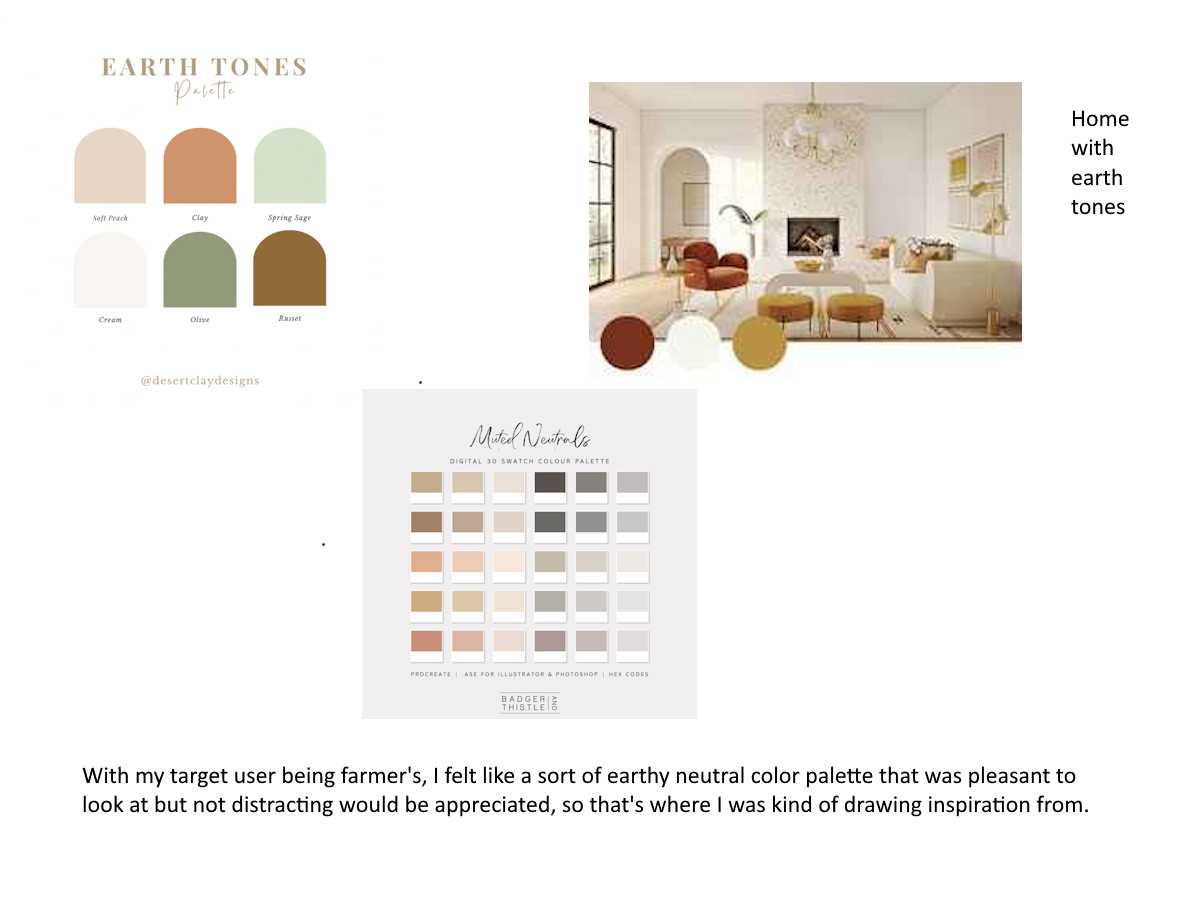 EARTH TONES
Palette
Soft Peach
Clay
Spring Sage
Cream
Olive
Russet
@desertclaydesigns
Home
with
earth
tones
Muted Neutrals
DIGITAL 30 SWATCH COLOUR PALETTE
PROCREATE | .ASE FOR ILLUSTRATOR & PHOTOSHOP | HEX CODES
BADGER
AND
THISTLE
With my target user being farmer's, I felt like a sort of earthy neutral color palette that was pleasant to
look at but not distracting would be appreciated, so that's where I was kind of drawing inspiration from.